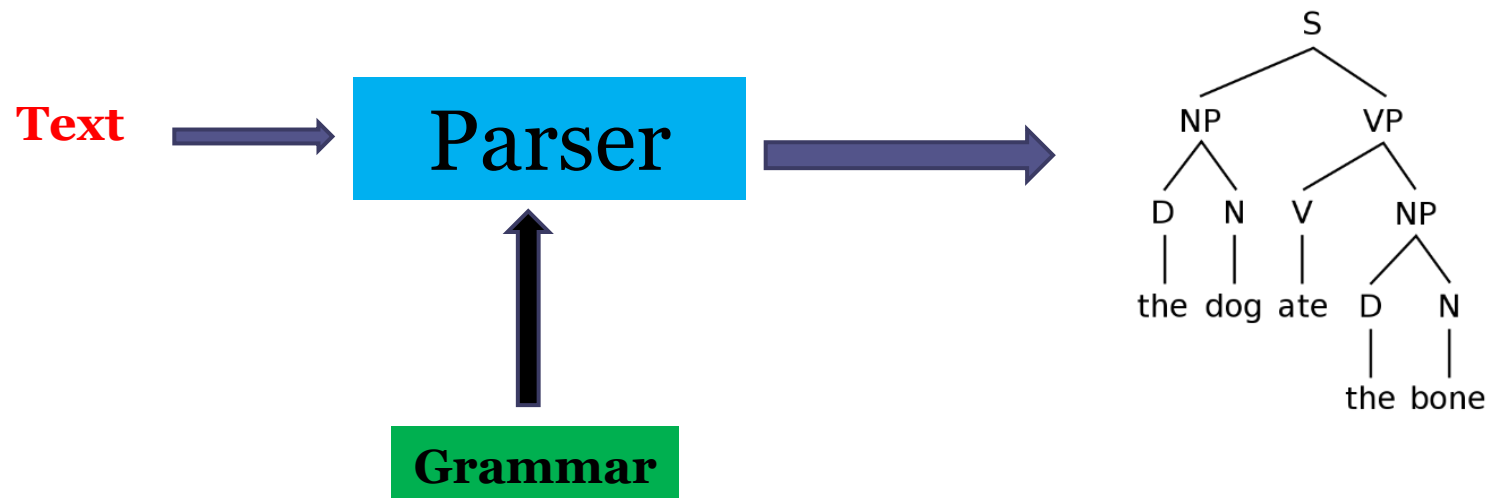 S
Text
Parser
NP VP
D N V NP
the dog ate D N
the bone
Grammar